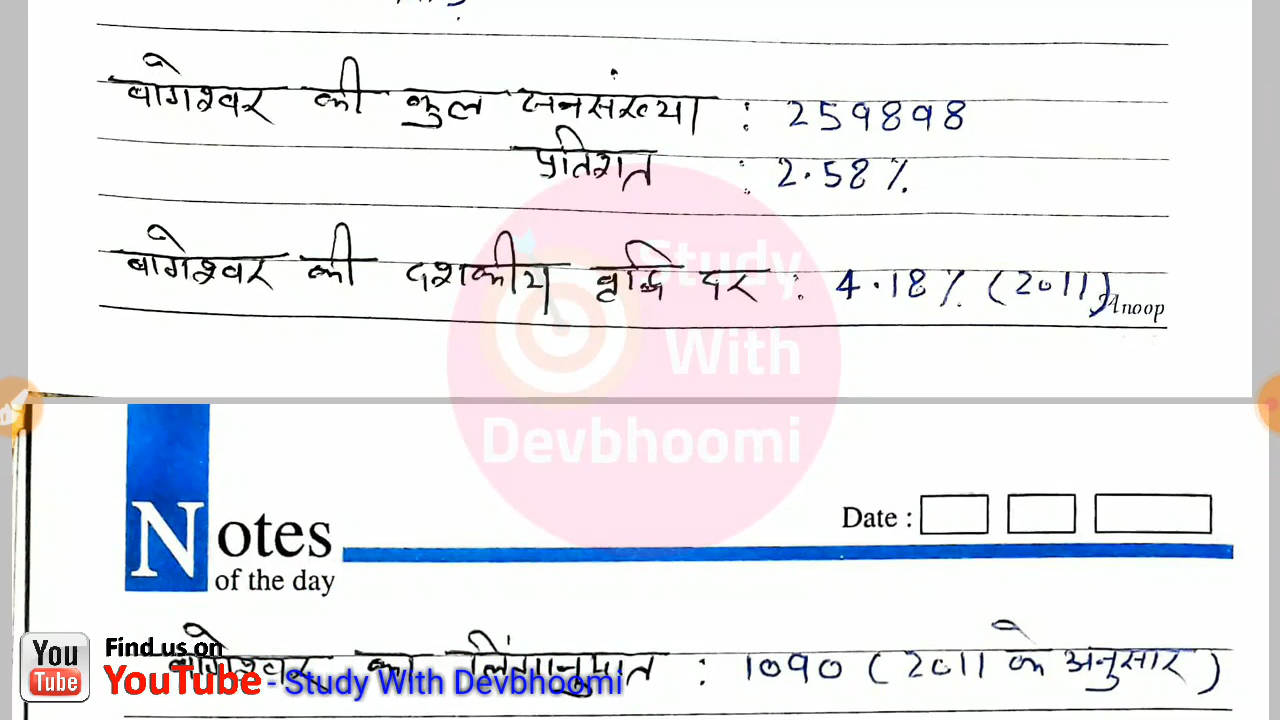 बागेश्वर की कुल जनसंख्या : 259898
प्रतिशत : 2.58 %
बागेश्वर की दशकीय वृद्धि दर : 4.18 % (2011)
Anoop
Study
With
Devbhoomi
Notes
of the day
Date :
बागेश्वर का लिंगानुपात : 1090 (2011 के अनुसार)
You
Tube
Find us on
YouTube - Study With Devbhoomi